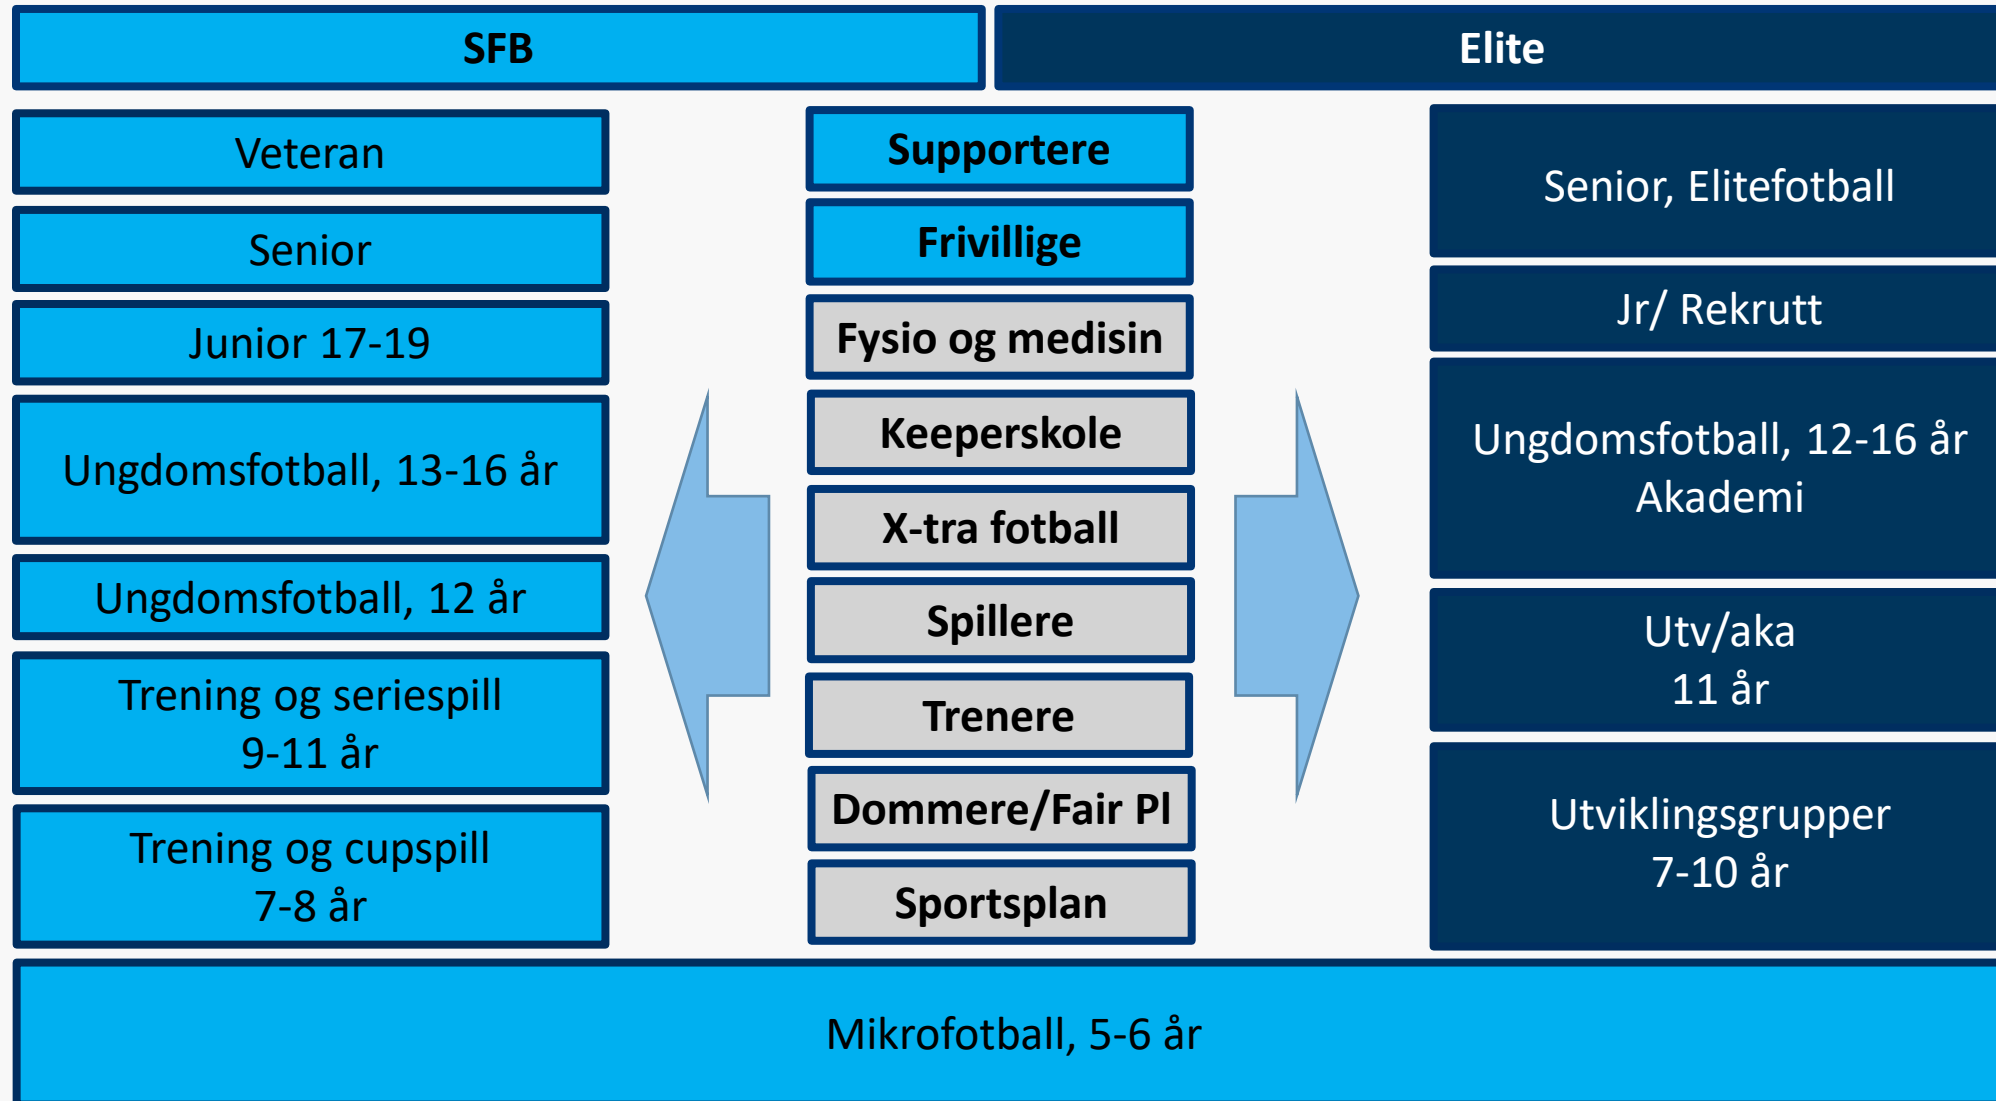 SFB
Elite
Veteran
Senior
Junior 17-19
Ungdomsfotball, 13-16 år
Ungdomsfotball, 12 år
Trening og seriespill
9-11 år
Trening og cupspill
7-8 år
Supportere
Frivillige
Fysio og medisin
Keeperskole
X-tra fotball
Spillere
Trenere
Dommere/Fair Pl
Sportsplan
Senior, Elitefotball
Jr/ Rekrutt
Ungdomsfotball, 12-16 år
Akademi
Utv/aka
11 år
Utviklingsgrupper
7-10 år
Mikrofotball, 5-6 år